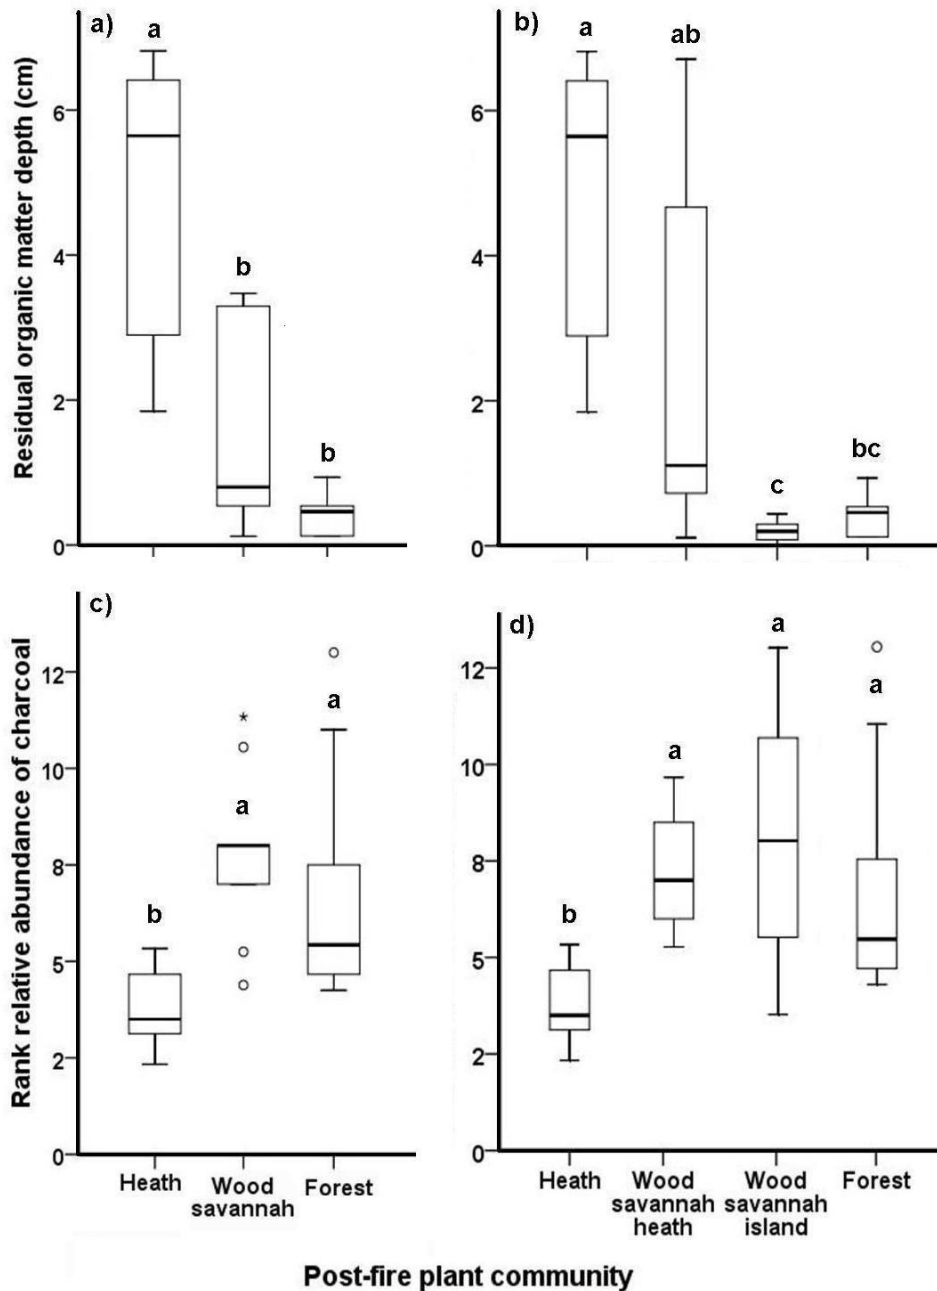 a)
a
b
b
6
4
2
0
Residual organic matter depth (cm)
b)
a
ab
c
bc
6
4
2
0
c)
b
a
a
*
12
10
8
5
2
0
Rank relative abundance of charcoal
Heath
Wood
savannah
Forest
d)
b
a
a
a
12
10
8
5
2
0
Heath
Wood
savannah
heath
Wood
savannah
island
Forest
Post-fire plant community